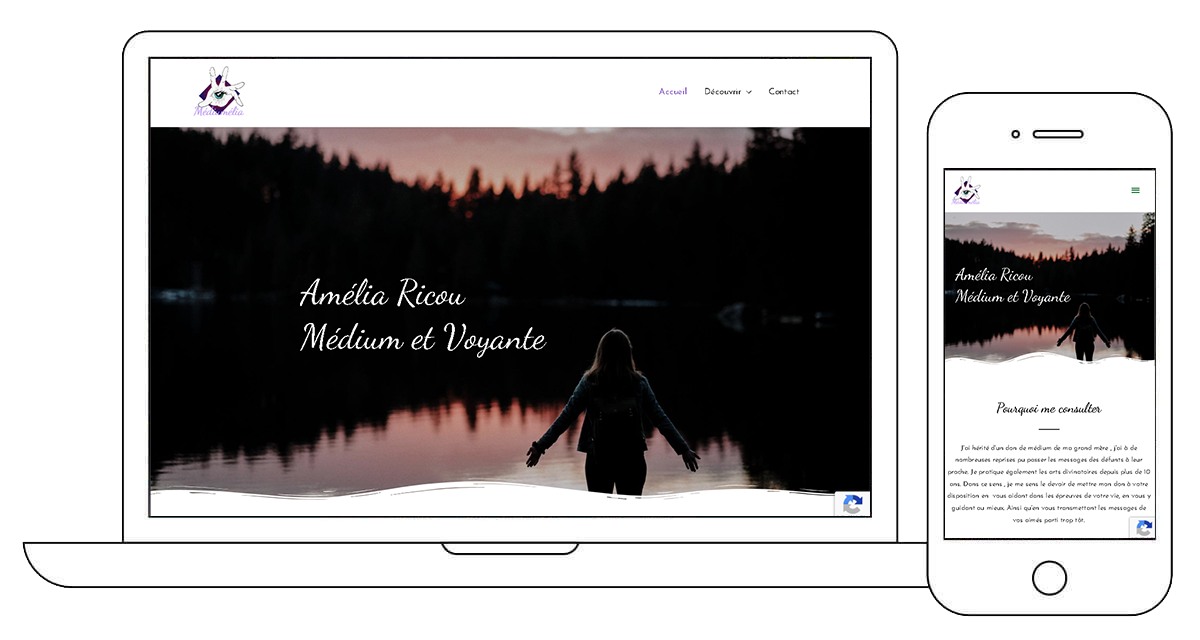 Médiumélia
Accueil
Découvrir
Contact
Amélia Ricou
Médium et Voyante
Amélia Ricou
Médium et Voyante
Pourquoi me consulter
J'ai hérité d'un don de médium de ma grand mère , j'ai à de
nombreuses reprises pu passer les messages des défunts à leur
proche. Je pratique également les arts divinatoires depuis plus de 10
ans. Dans ce sens , je me sens le devoir de mettre mon don à votre
disposition en vous aidant dans les épreuves de votre vie, en vous y
guidant au mieux. Ainsi qu'en vous transmettant les messages de
vos aimés parti trop tôt.